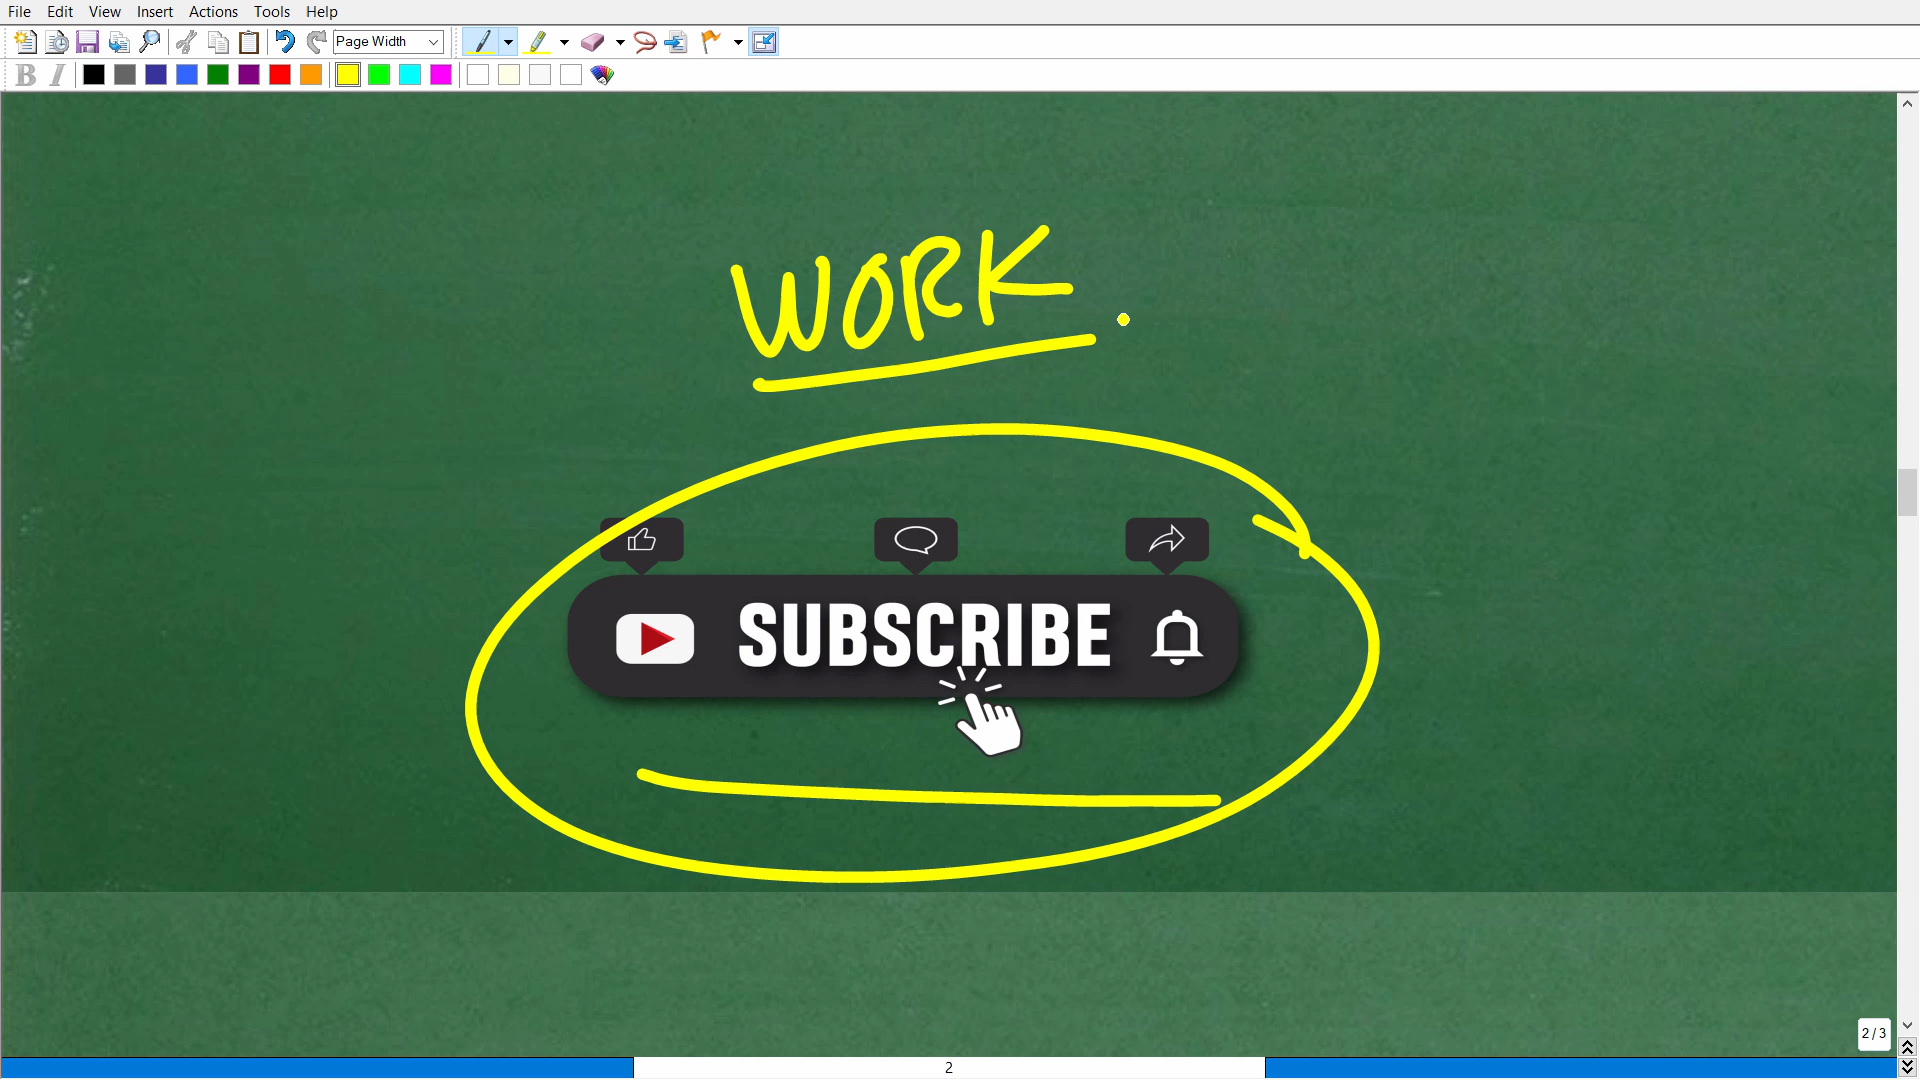 File Edit View Insert Actions Tools Help
Page Width
B I
WORK
SUBSCRIBE
2 / 3
2